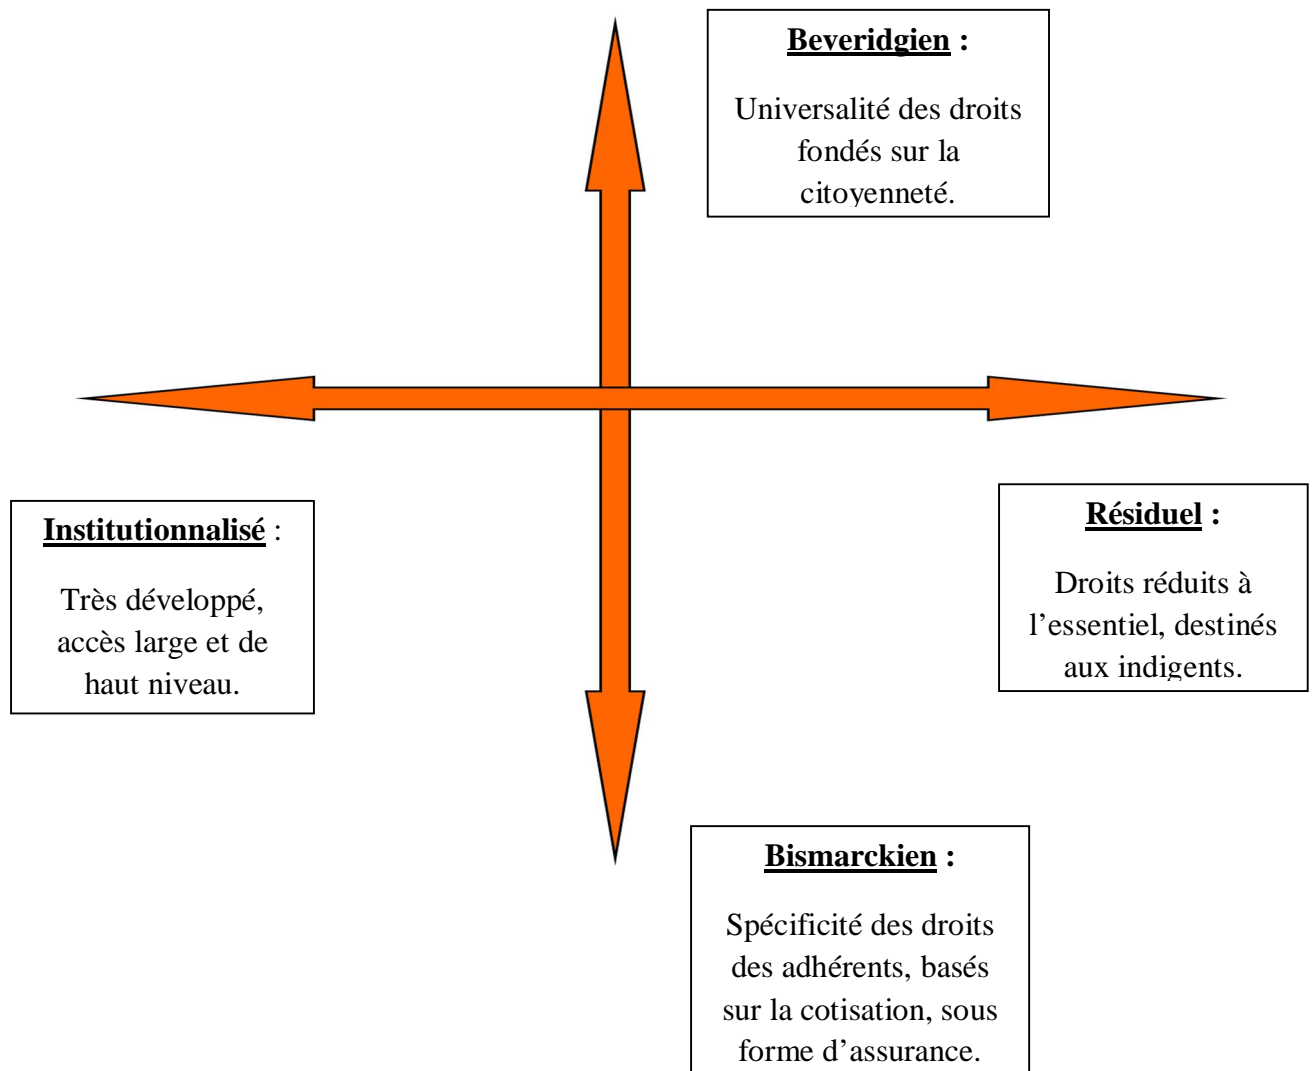 Beveridgien :
Universalité des droits
fondés sur la
citoyenneté.
Institutionnalisé :
Très développé,
accès large et de
haut niveau.
Résiduel :
Droits réduits à
l’essentiel, destinés
aux indigents.
Bismarckien :
Spécificité des droits
des adhérents, basés
sur la cotisation, sous
forme d’assurance.